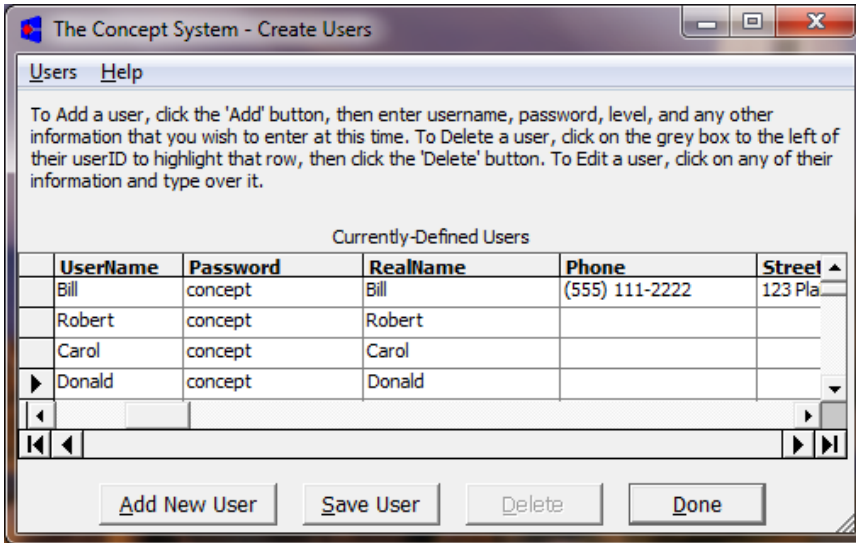 The Concept System - Create Users
Users Help
To Add a user, click the 'Add' button, then enter username, password, level, and any other
information that you wish to enter at this time. To Delete a user, click on the grey box to the left of
their userID to highlight that row, then click the 'Delete' button. To Edit a user, click on any of their
information and type over it.
Currently-Defined Users
UserName Password RealName Phone Street
Bill concept Bill (555) 111-2222 123 Pla
Robert concept Robert
Carol concept Carol
Donald concept Donald
Add New User Save User Delete Done